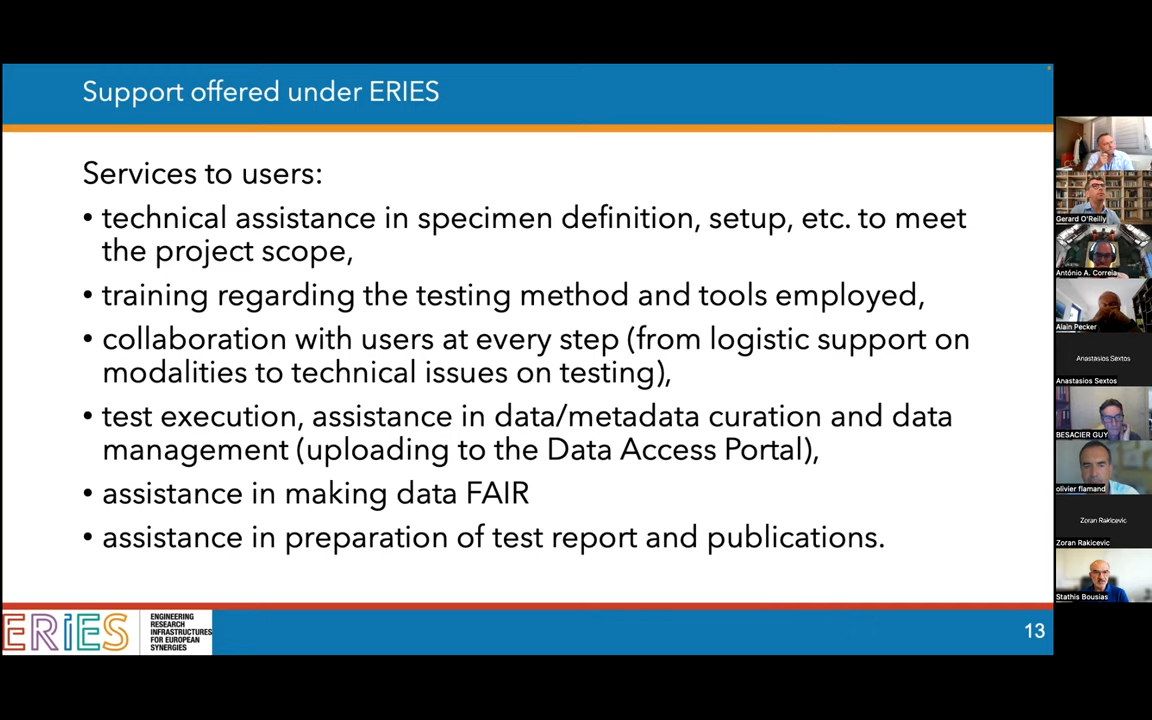 Support offered under ERIES
Services to users:
• technical assistance in specimen definition, setup, etc. to meet
the project scope,
• training regarding the testing method and tools employed,
• collaboration with users at every step (from logistic support on
modalities to technical issues on testing),
• test execution, assistance in data/metadata curation and data
management (uploading to the Data Access Portal),
• assistance in making data FAIR
• assistance in preparation of test report and publications.
ERIES
ENGINEERING
RESEARCH
INFRASTRUCTURES
FOR EUROPEAN
SYNERGIES
13
Gerard O'Reilly
António A. Correia
Alain Pecker
Anastasios Sextos
Anastasios Sextos
BESACIER GUY
olivier flamand
Zoran Rakicevic
Zoran Rakicevic
Stathis Bousias